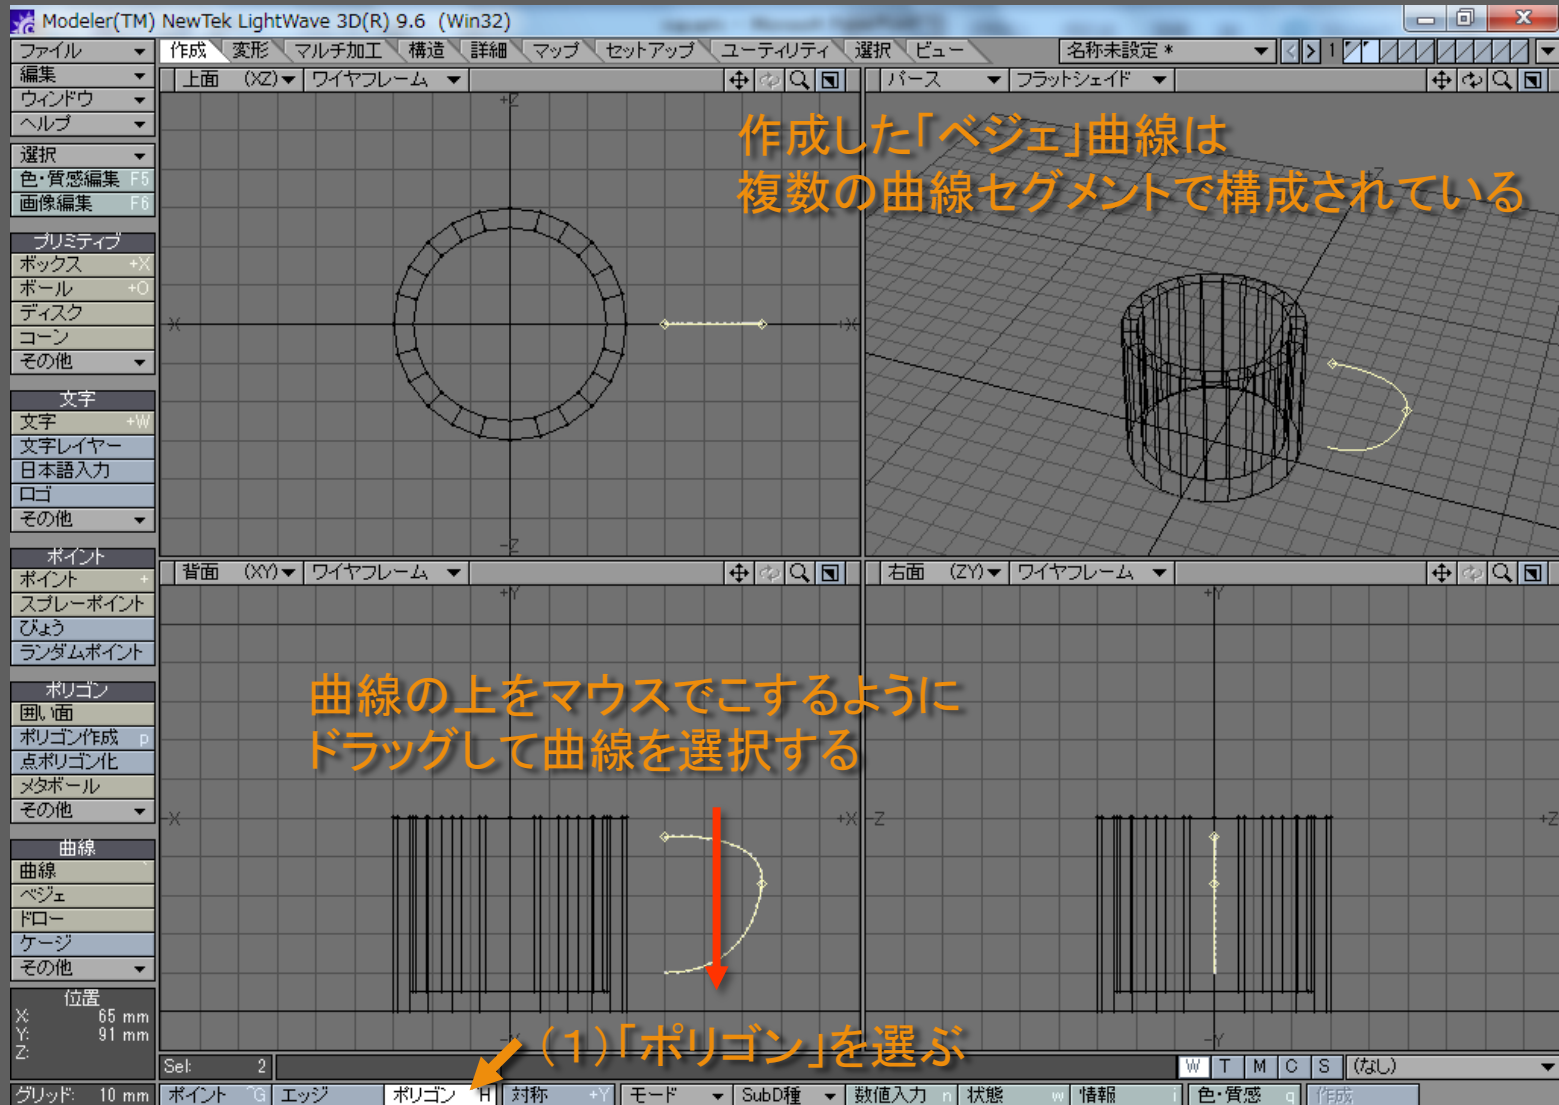 Modeler(TM) NewTek LightWave 3D(R) 9.6 (Win32)
ファイル
作成 変形 マルチ加工 構造 詳細 マップ セットアップ ユーティリティ 選択 ビュー 名称未設定 * 1
編集
上面 (XZ) ワイヤフレーム
パース フラットシェイド
ウィンドウ
ヘルプ
選択
色・質感編集 F5
画像編集 F6
作成した「ベジェ」曲線は
複数の曲線セグメントで構成されている
プリミティブ
ボックス +X
ボール +O
ディスク
コーン
その他
文字
文字 +W
文字レイヤー
日本語入力
ロゴ
その他
ポイント
ポイント +
スプレーポイント
びょう
ランダムポイント
ポリゴン
囲い面
ポリゴン作成 p
点ポリゴン化
メタボール
その他
曲線
曲線 `
ベジェ
ドロー
ケージ
その他
+Z
-X
+X
-Z
Z
背面 (XY) ワイヤフレーム
右面 (ZY) ワイヤフレーム
+Y
+Y
曲線の上をマウスでこするように
ドラッグして曲線を選択する
-X
+X
-Z
+Z
-Y
-Y
位置
X: 65 mm
Y: 91 mm
Z:
(1)「ポリゴン」を選ぶ
Sel: 2
W T M C S (なし)
グリッド: 10 mm
ポイント ^G エッジ ポリゴン ^H 対称 +Y モード SubD種 数値入力 n 状態 w 情報 i 色・質感 q 作成